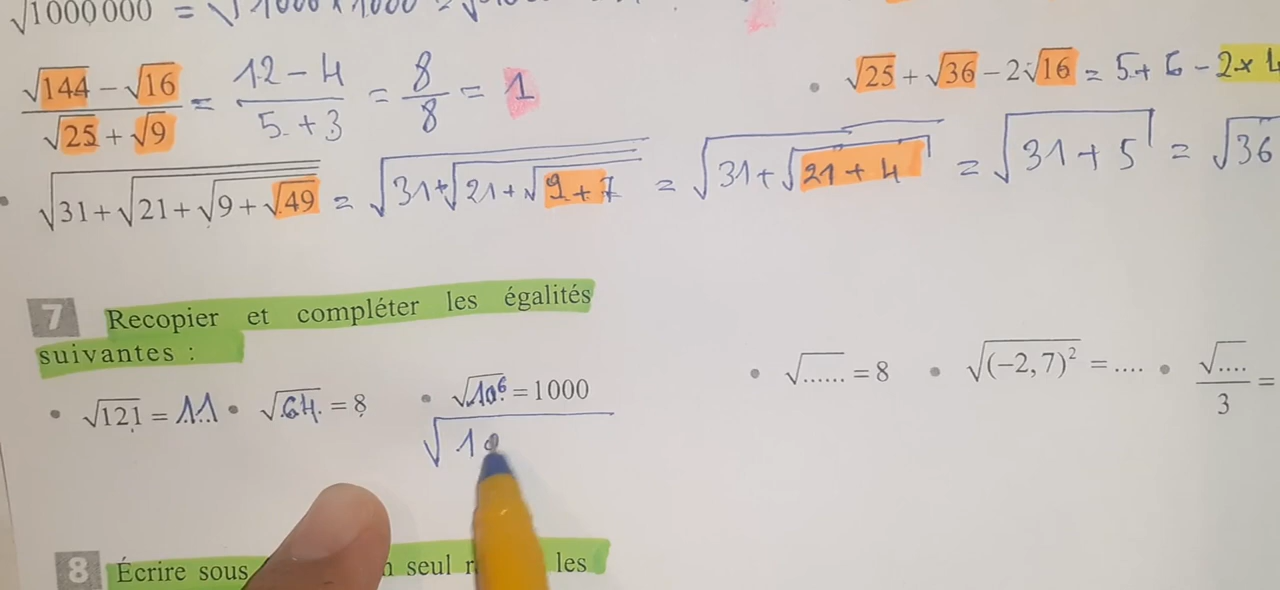 √1000000 = √1000×1000 =
(√144 − √16)/(√25 + √9) = (12 − 4)/(5 + 3) = 8/8 = 1
• √25 + √36 − 2√16 = 5 + 6 − 2 × 4
• √(31+√(21+√(9+√49))) = √(31+√(21+√(9+7))) = √(31+√(21+4)) = √(31+5) = √36
7 Recopier et compléter les égalités
suivantes :
• √121 = 11 • √64 = 8 • √10⁶ = 1000 • √...... = 8 • √(−2,7)² = .... • √..../3 =
√10
8 Écrire sous seul les